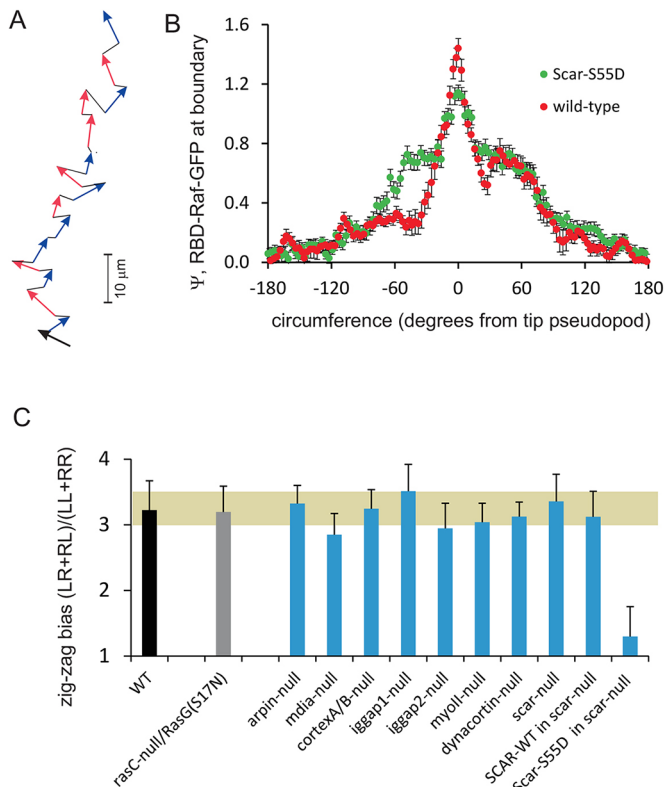 A
10 μm
B
Ψ, RBD-Raf-GFP at boundary
1.6
1.2
0.8
0.4
0.0
-180
-120
-60
0
60
120
180
circumference (degrees from tip pseudopod)
Scar-S55D
wild-type
C
zig-zag bias (LR+RL)/(LL+RR)
4
3
2
1
WT
rasC-null/RasG(S17N)
arpin-null
mdia-null
cortexA/B-null
iggap1-null
iggap2-null
myoII-null
dynacortin-null
scar-null
SCAR-WT in scar-null
Scar-S55D in scar-null